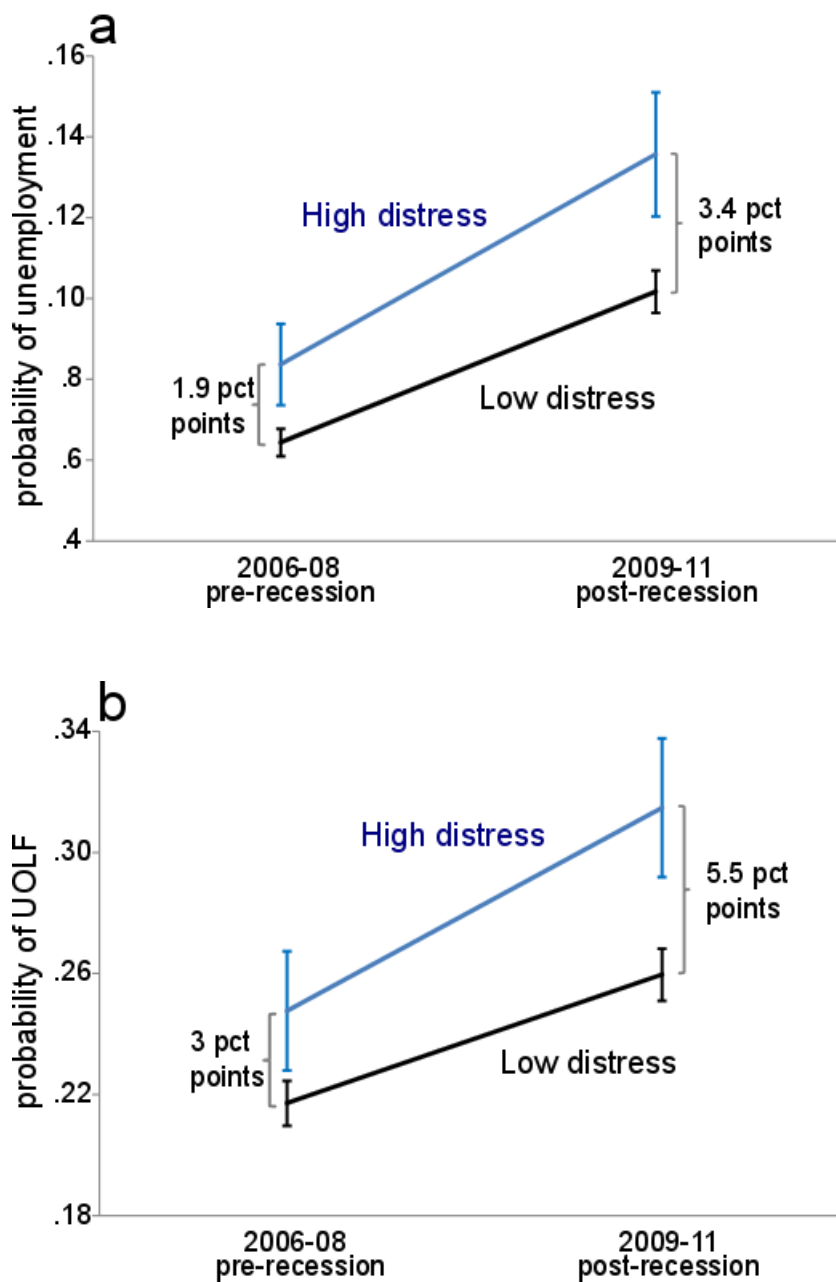 a
.16
.14
.12
.10
.8
.6
.4
probability of unemployment
High distress
Low distress
1.9 pct
points
3.4 pct
points
2006-08
pre-recession
2009-11
post-recession
b
.34
.30
.26
.22
.18
probability of UOLF
High distress
Low distress
3 pct
points
5.5 pct
points
2006-08
pre-recession
2009-11
post-recession